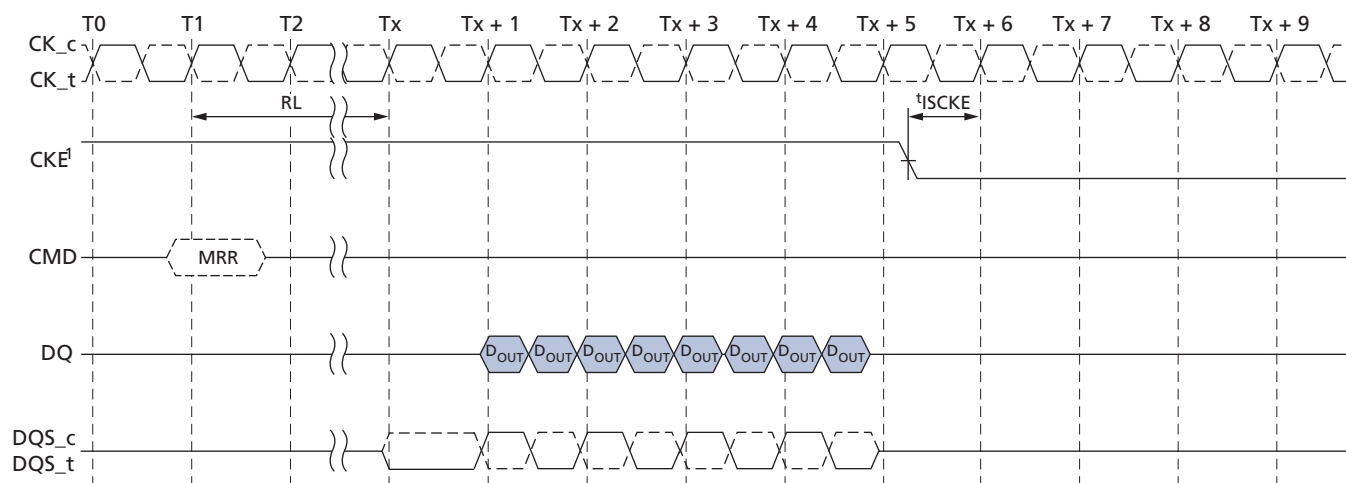 T0 T1 T2 Tx Tx + 1 Tx + 2 Tx + 3 Tx + 4 Tx + 5 Tx + 6 Tx + 7 Tx + 8 Tx + 9
CK_c
CK_t
RL tISCKE
CKE1
CMD MRR
DQ DOUT DOUT DOUT DOUT DOUT DOUT DOUT DOUT
DQS_c
DQS_t